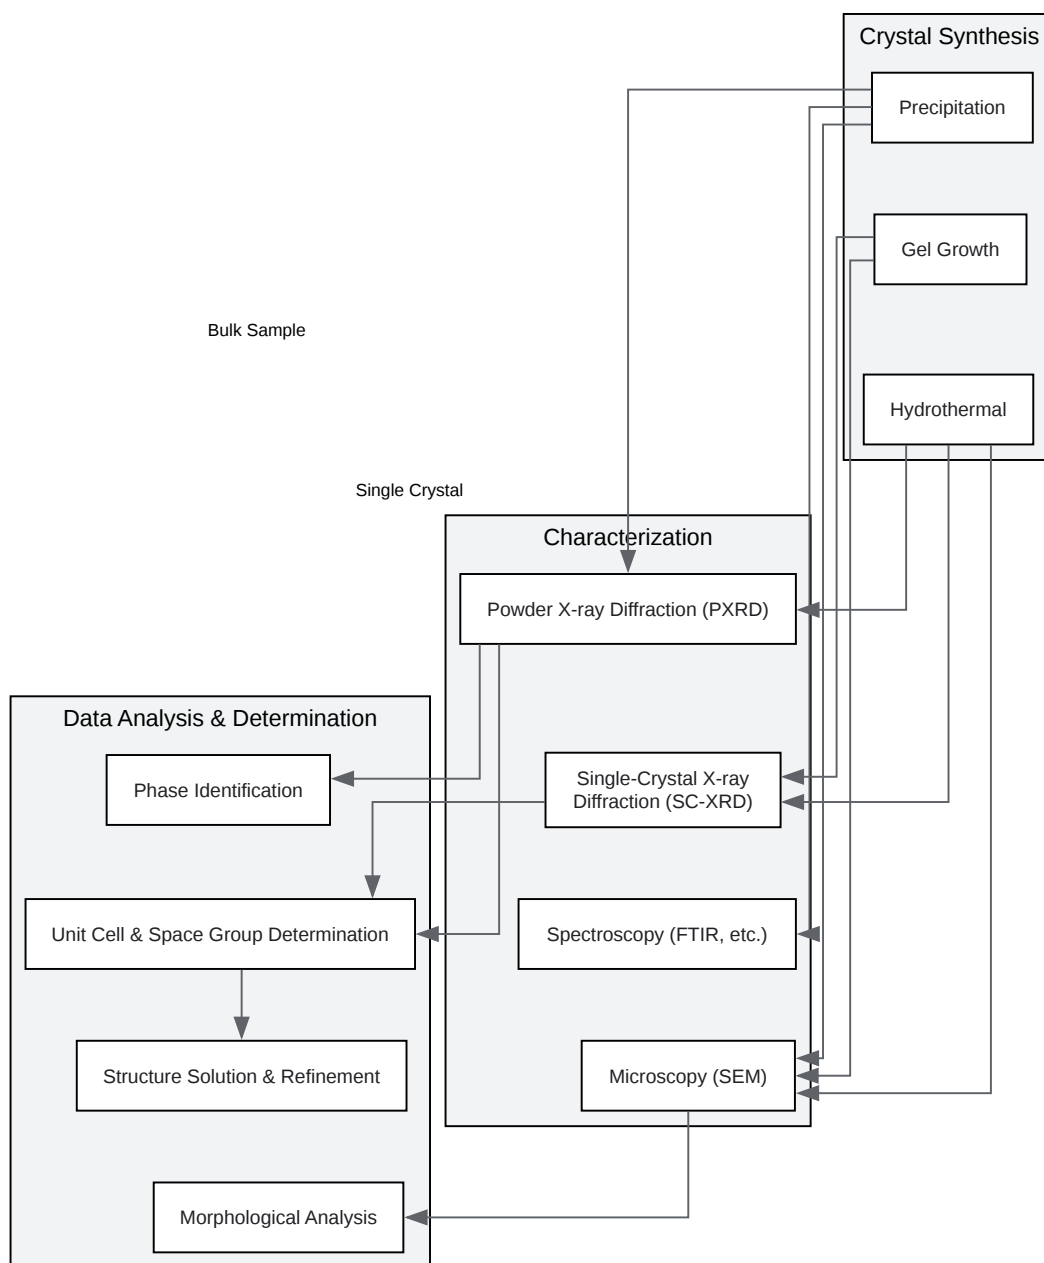 Crystal Synthesis
Precipitation
Gel Growth
Bulk Sample
Hydrothermal
Single Crystal
Characterization
Powder X-ray Diffraction (PXRD)
Data Analysis & Determination
Phase Identification
Single-Crystal X-ray
Diffraction (SC-XRD)
Unit Cell & Space Group Determination
Spectroscopy (FTIR, etc.)
Structure Solution & Refinement
Microscopy (SEM)
Morphological Analysis